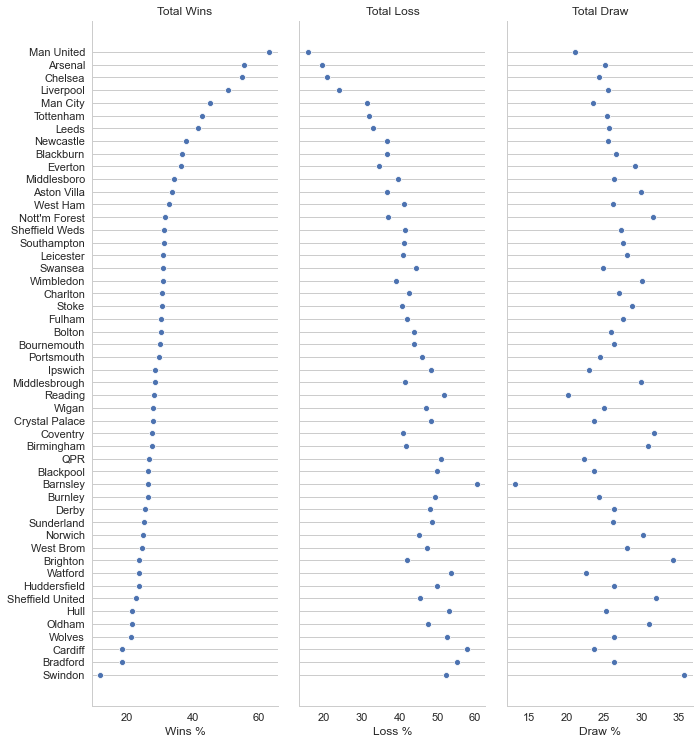 Total Wins
Total Loss
Total Draw
Man United
Arsenal
Chelsea
Liverpool
Man City
Tottenham
Leeds
Newcastle
Blackburn
Everton
Middlesboro
Aston Villa
West Ham
Nott'm Forest
Sheffield Weds
Southampton
Leicester
Swansea
Wimbledon
Charlton
Stoke
Fulham
Bolton
Bournemouth
Portsmouth
Ipswich
Middlesbrough
Reading
Wigan
Crystal Palace
Coventry
Birmingham
QPR
Blackpool
Barnsley
Burnley
Derby
Sunderland
Norwich
West Brom
Brighton
Watford
Huddersfield
Sheffield United
Hull
Oldham
Wolves
Cardiff
Bradford
Swindon
20 40 60
Wins %
20 30 40 50 60
Loss %
15 20 25 30 35
Draw %